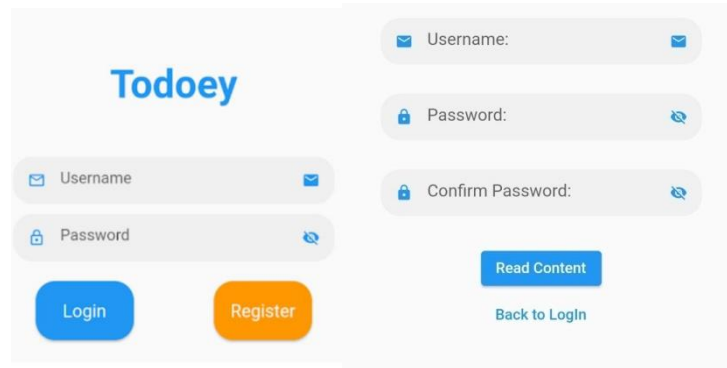 Todoey
Username
Password
Login
Register
Username:
Password:
Confirm Password:
Read Content
Back to LogIn